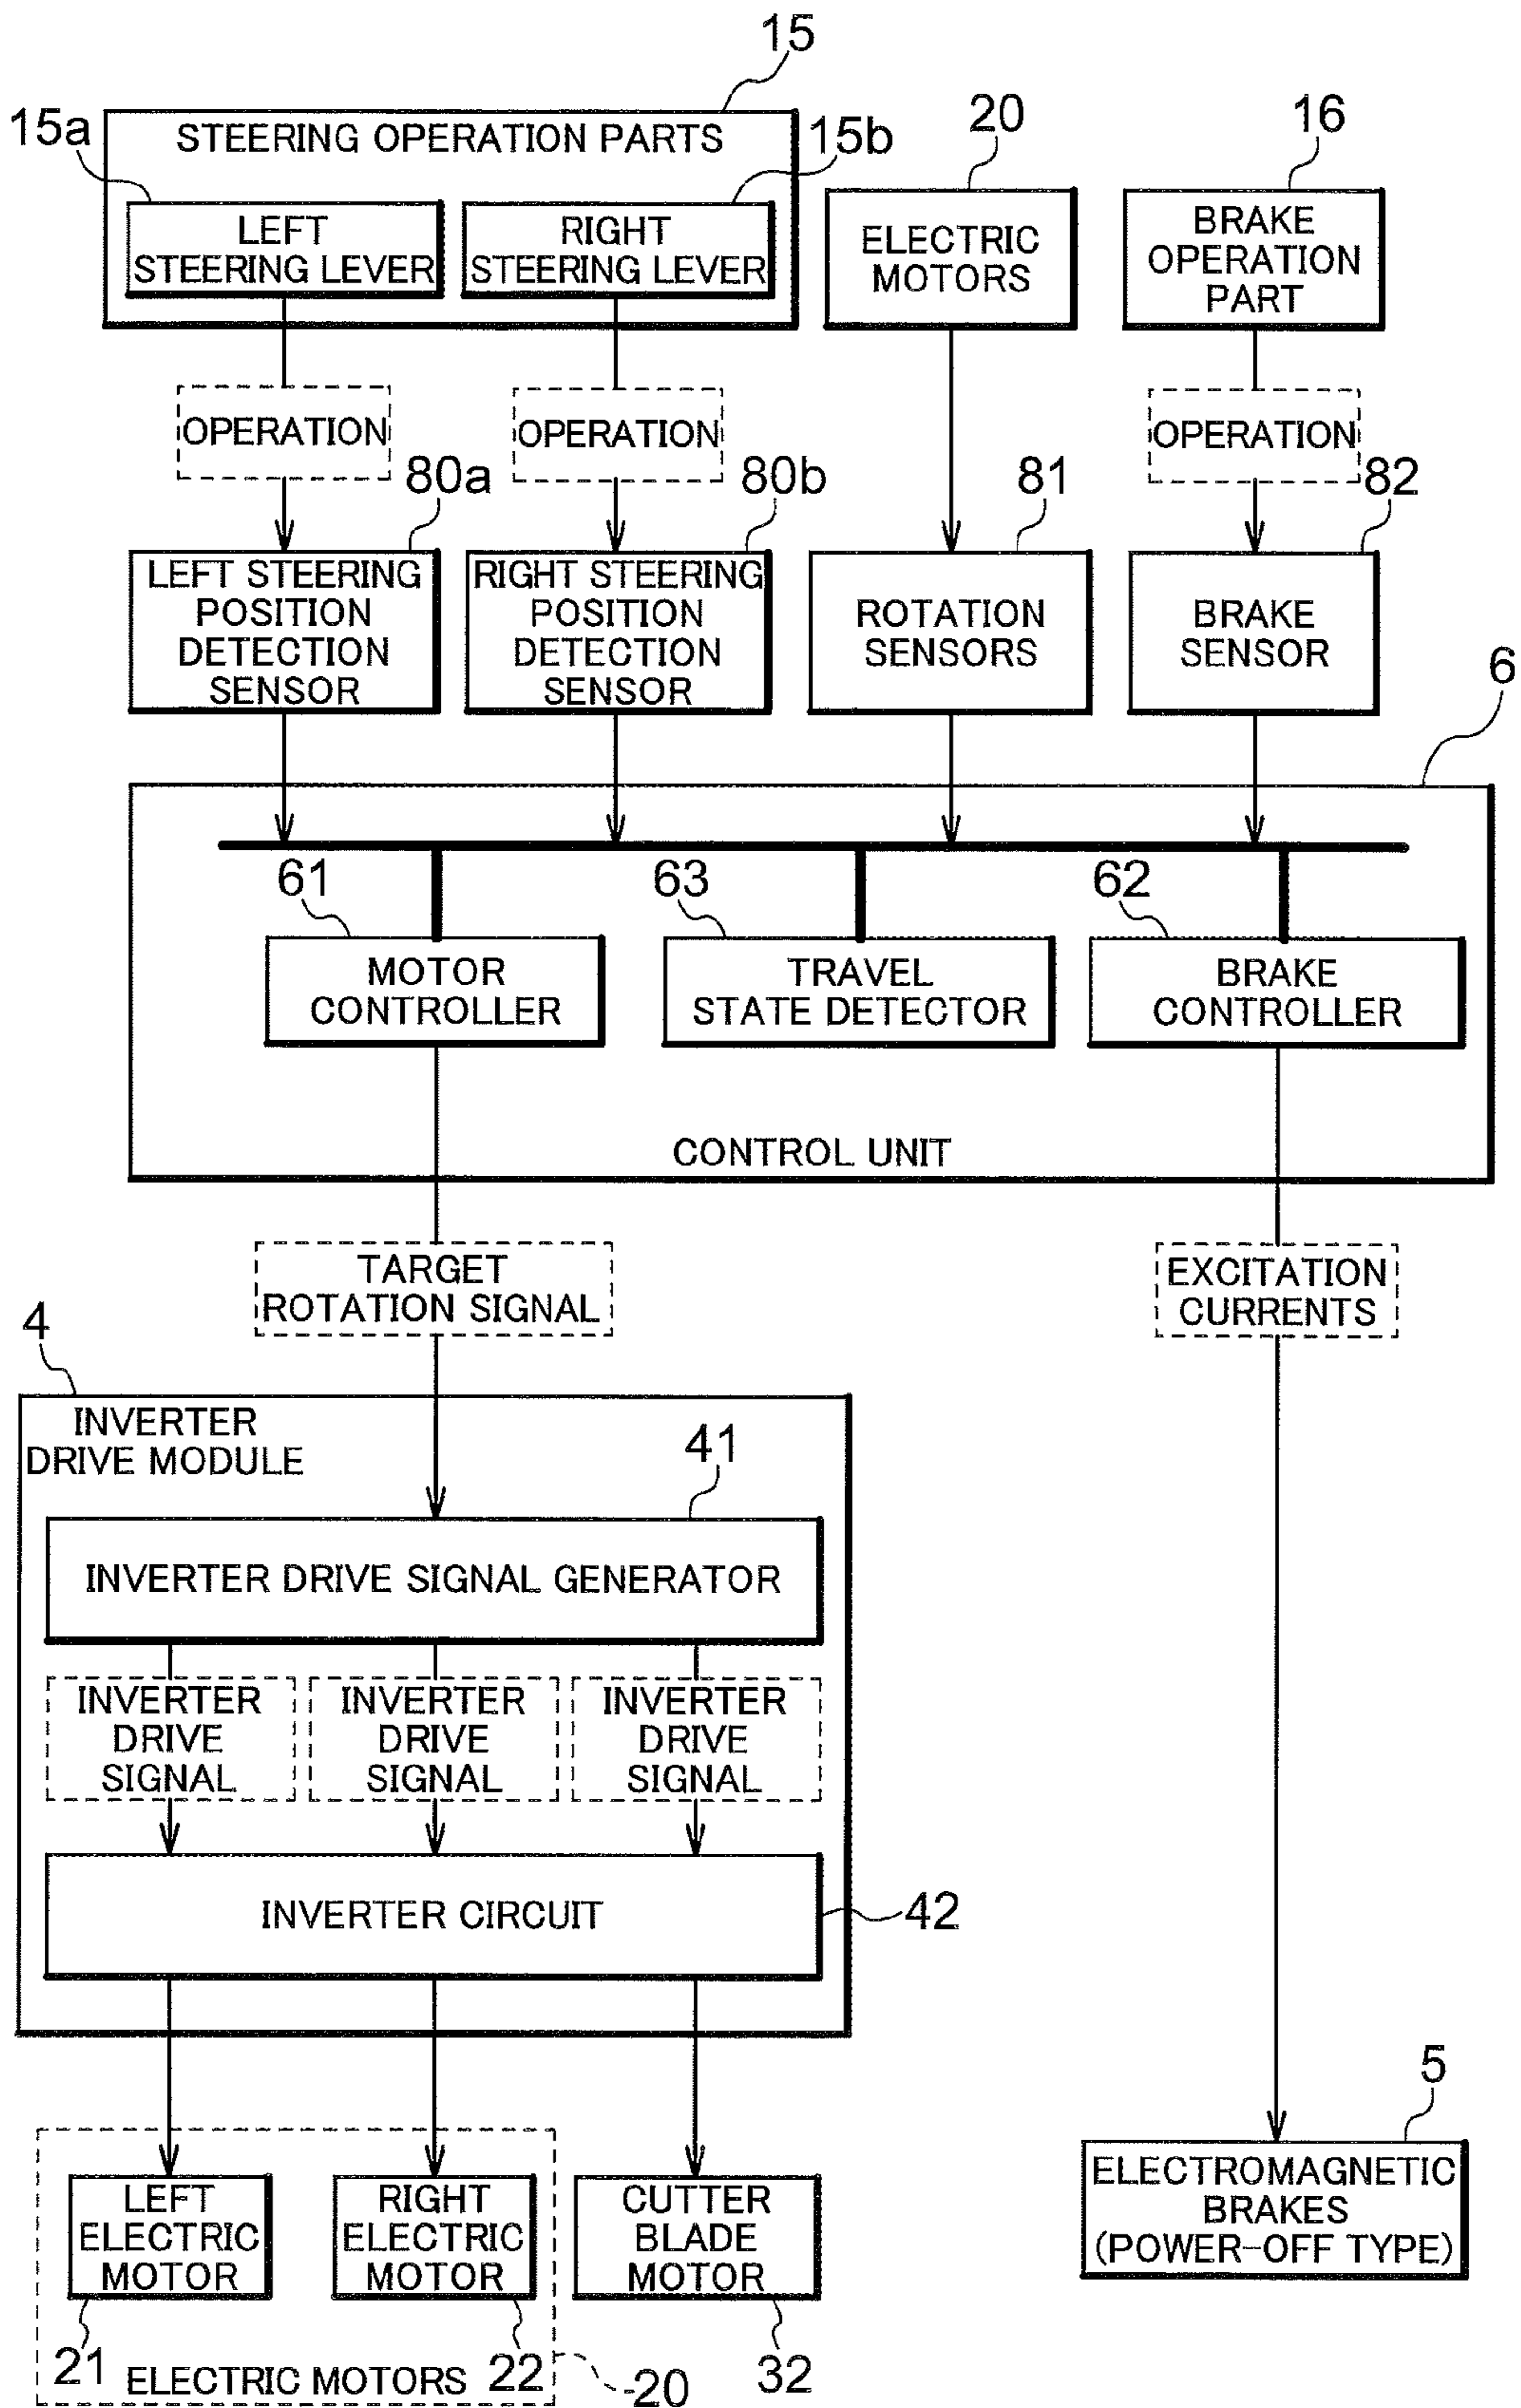 15
15a
STEERING OPERATION PARTS
15b
20
16
LEFT
STEERING LEVER
RIGHT
STEERING LEVER
ELECTRIC
MOTORS
BRAKE
OPERATION
PART
OPERATION
OPERATION
OPERATION
80a
80b
81
82
LEFT STEERING
POSITION
DETECTION
SENSOR
RIGHT STEERING
POSITION
DETECTION
SENSOR
ROTATION
SENSORS
BRAKE
SENSOR
6
61
63
62
MOTOR
CONTROLLER
TRAVEL
STATE DETECTOR
BRAKE
CONTROLLER
CONTROL UNIT
TARGET
ROTATION SIGNAL
EXCITATION
CURRENTS
4
INVERTER
DRIVE MODULE
41
INVERTER DRIVE SIGNAL GENERATOR
INVERTER
DRIVE
SIGNAL
INVERTER
DRIVE
SIGNAL
INVERTER
DRIVE
SIGNAL
INVERTER CIRCUIT
42
5
LEFT
ELECTRIC
MOTOR
RIGHT
ELECTRIC
MOTOR
CUTTER
BLADE
MOTOR
ELECTROMAGNETIC
BRAKES
(POWER-OFF TYPE)
21
ELECTRIC MOTORS
22
20
32